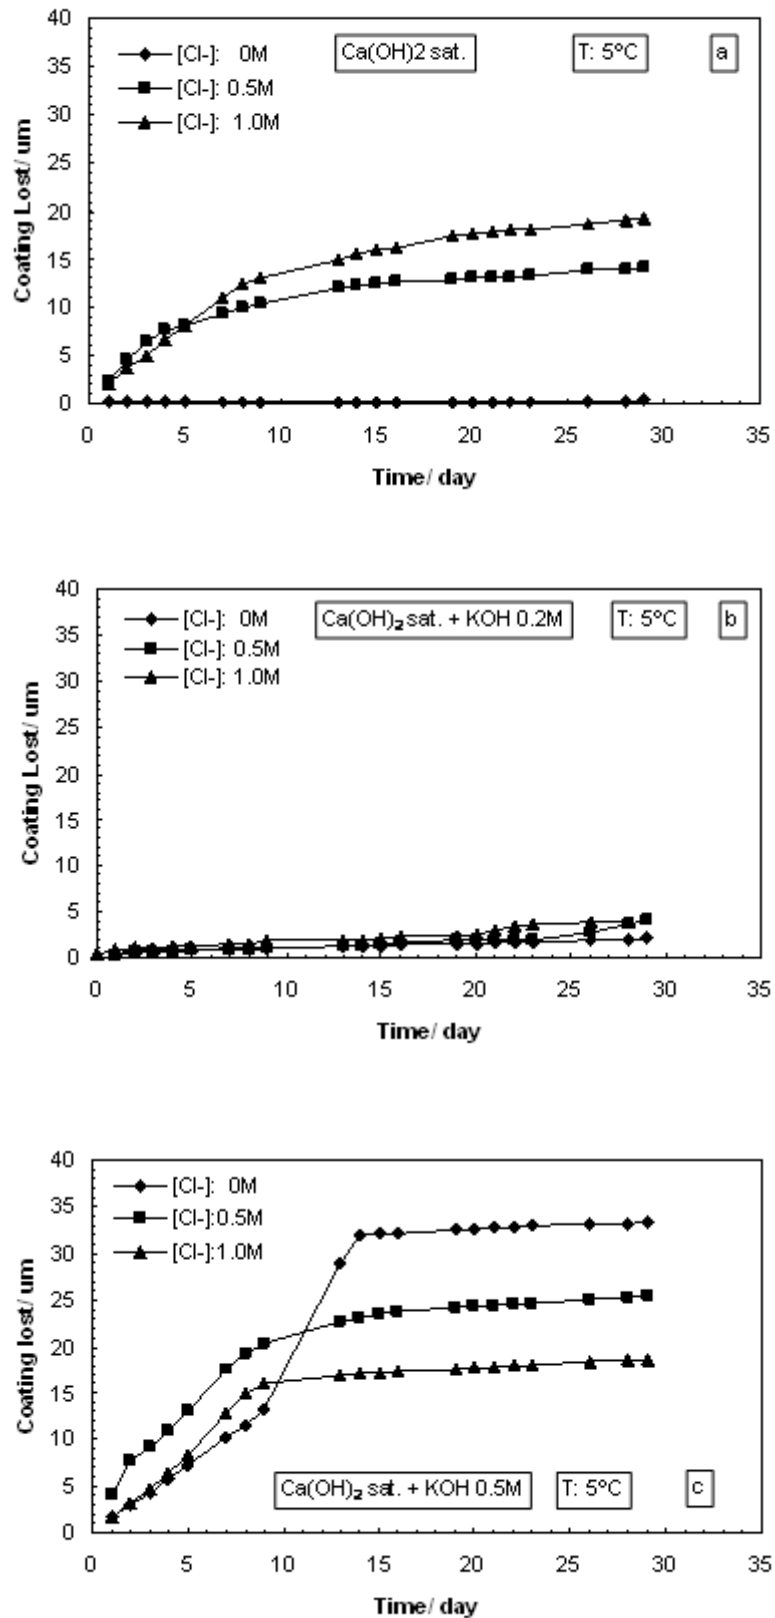 40
[Cl-]: 0M
Ca(OH)2 sat.
T: 5°C
a
35
[Cl-]: 0.5M
30
[Cl-]: 1.0M
25
20
15
10
5
0
Coating Lost/ um
0 5 10 15 20 25 30 35
Time/ day
40
[Cl-]: 0M
Ca(OH)₂ sat. + KOH 0.2M
T: 5°C
b
35
[Cl-]: 0.5M
30
[Cl-]: 1.0M
25
20
15
10
5
0
Coating Lost/ um
0 5 10 15 20 25 30 35
Time/ day
40
[Cl-]: 0M
35
[Cl-]:0.5M
30
[Cl-]:1.0M
25
20
15
10
5
0
Coating lost/ um
Ca(OH)₂ sat. + KOH 0.5M
T: 5°C
c
0 5 10 15 20 25 30 35
Time/ day